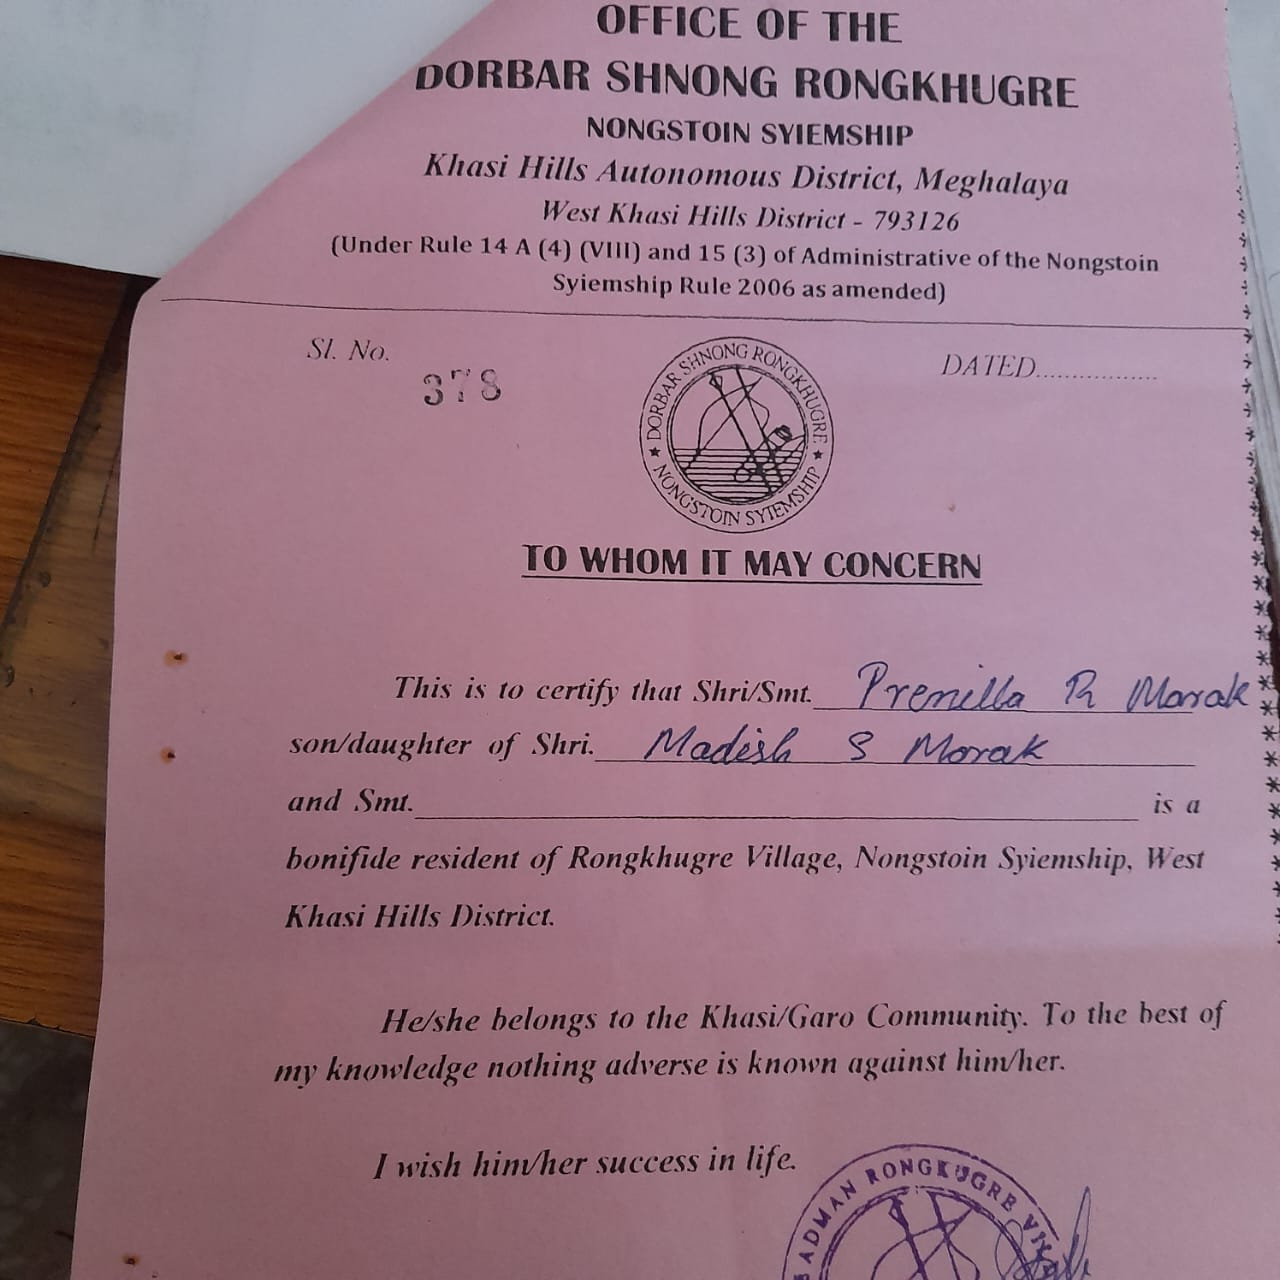 OFFICE OF THE
DORBAR SHNONG RONGKHUGRE
NONGSTOIN SYIEMSHIP
Khasi Hills Autonomous District, Meghalaya
West Khasi Hills District - 793126
(Under Rule 14 A (4) (VIII) and 15 (3) of Administrative of the Nongstoin
Syiemship Rule 2006 as amended)
Sl. No.
378
DATED..................
DORBAR SHNONG RONGKHUGRE
★ NONGSTOIN SYIEMSHIP ★
TO WHOM IT MAY CONCERN
This is to certify that Shri/Smt. Prenilla R Marak
son/daughter of Shri. Madish S Marak
and Smt. is a
bonifide resident of Rongkhugre Village, Nongstoin Syiemship, West
Khasi Hills District.
He/she belongs to the Khasi/Garo Community. To the best of
my knowledge nothing adverse is known against him/her.
I wish him/her success in life.
RONGKUGRE